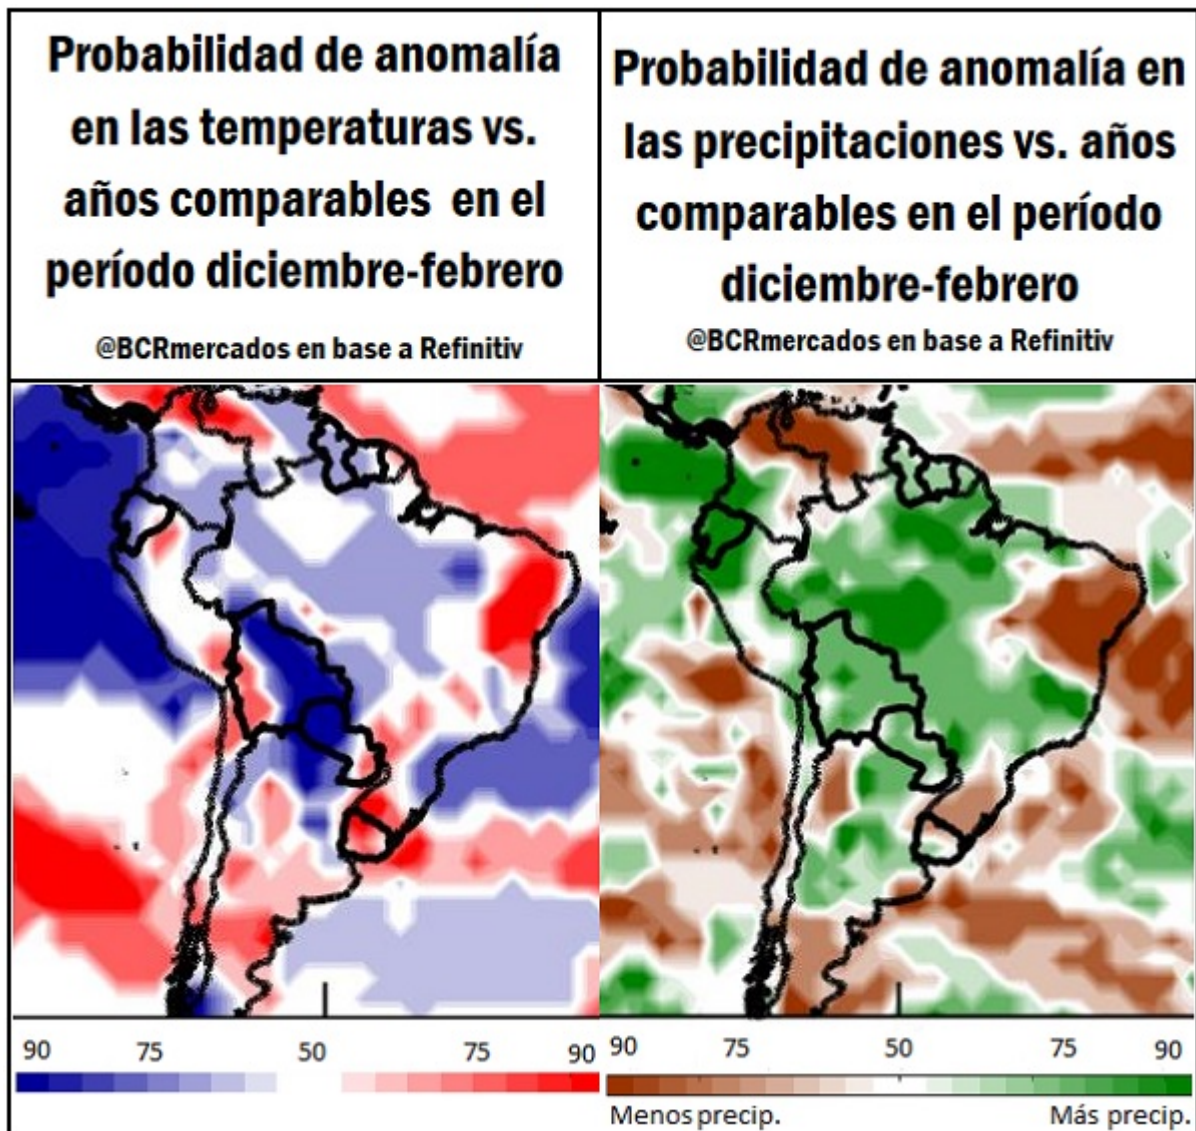 Probabilidad de anomalía
en las temperaturas vs.
años comparables en el
período diciembre-febrero
@BCRmercados en base a Refinitiv
Probabilidad de anomalía en
las precipitaciones vs. años
comparables en el período
diciembre-febrero
@BCRmercados en base a Refinitiv
90 75 50 75 90
90 75 50 75 90
Menos precip. Más precip.